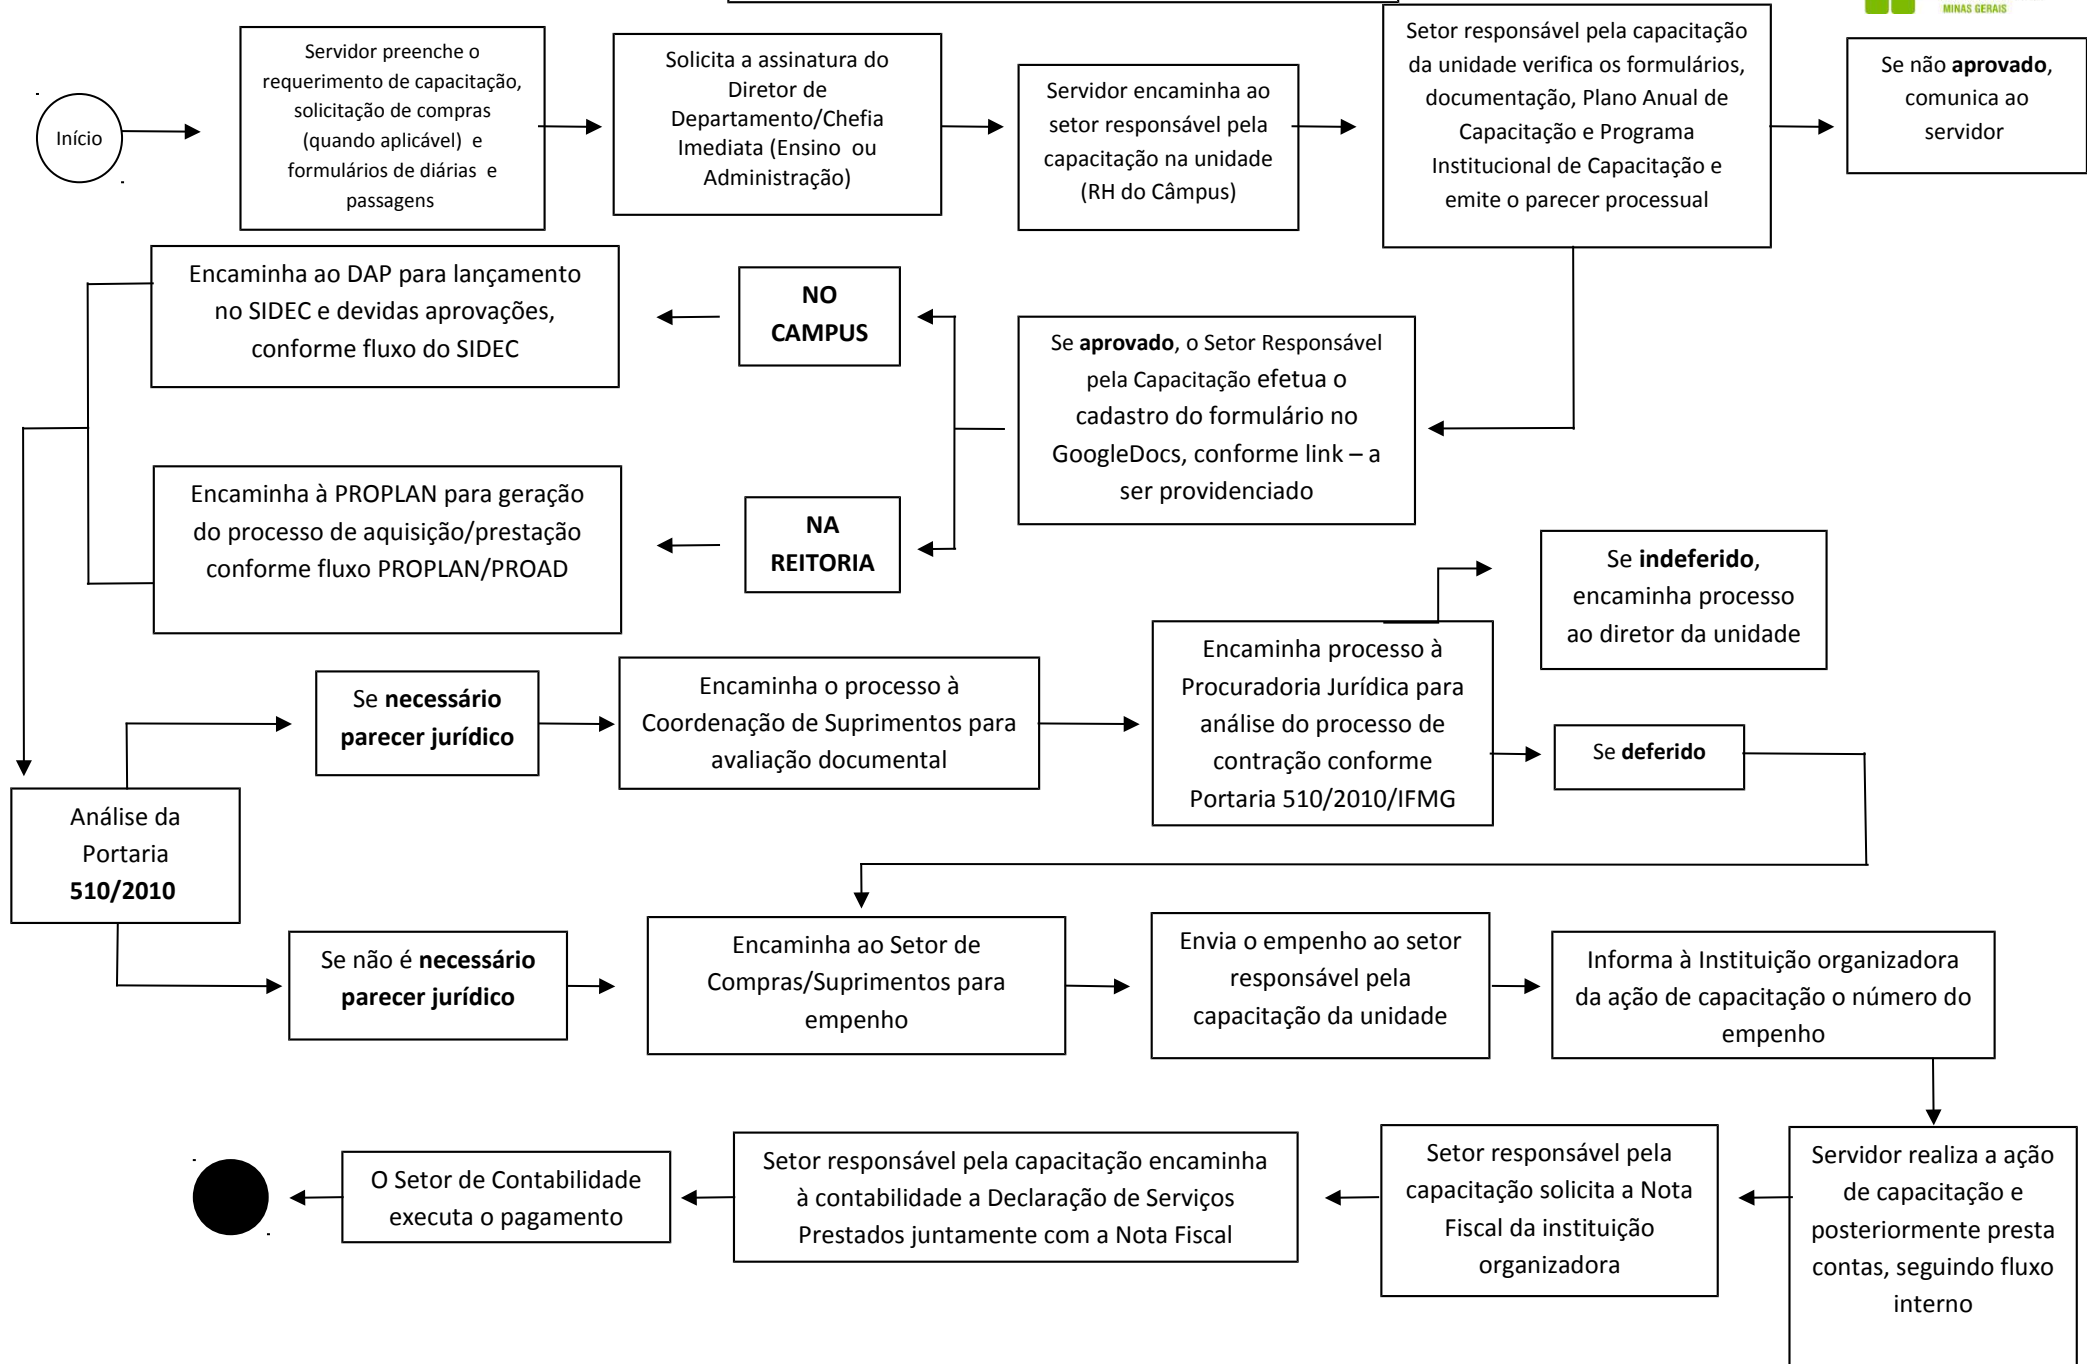 MINAS GERAIS
Início
Servidor preenche o
requerimento de capacitação,
solicitação de compras
(quando aplicável) e
formulários de diárias e
passagens
Solicita a assinatura do
Diretor de
Departamento/Chefia
Imediata (Ensino ou
Administração)
Servidor encaminha ao
setor responsável pela
capacitação na unidade
(RH do Câmpus)
Setor responsável pela capacitação
da unidade verifica os formulários,
documentação, Plano Anual de
Capacitação e Programa
Institucional de Capacitação e
emite o parecer processual
Se não aprovado,
comunica ao
servidor
Se aprovado, o Setor Responsável
pela Capacitação efetua o
cadastro do formulário no
GoogleDocs, conforme link – a
ser providenciado
NO
CAMPUS
Encaminha ao DAP para lançamento
no SIDEC e devidas aprovações,
conforme fluxo do SIDEC
NA
REITORIA
Encaminha à PROPLAN para geração
do processo de aquisição/prestação
conforme fluxo PROPLAN/PROAD
Análise da
Portaria
510/2010
Se necessário
parecer jurídico
Encaminha o processo à
Coordenação de Suprimentos para
avaliação documental
Encaminha processo à
Procuradoria Jurídica para
análise do processo de
contração conforme
Portaria 510/2010/IFMG
Se indeferido,
encaminha processo
ao diretor da unidade
Se deferido
Se não é necessário
parecer jurídico
Encaminha ao Setor de
Compras/Suprimentos para
empenho
Envia o empenho ao setor
responsável pela
capacitação da unidade
Informa à Instituição organizadora
da ação de capacitação o número do
empenho
Servidor realiza a ação
de capacitação e
posteriormente presta
contas, seguindo fluxo
interno
Setor responsável pela
capacitação solicita a Nota
Fiscal da instituição
organizadora
Setor responsável pela capacitação encaminha
à contabilidade a Declaração de Serviços
Prestados juntamente com a Nota Fiscal
O Setor de Contabilidade
executa o pagamento